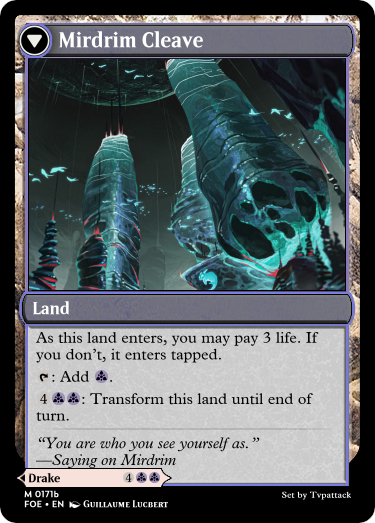 Mirdrim Cleave
Land
As this land enters, you may pay 3 life. If
you don't, it enters tapped.
: Add .
4 : Transform this land until end of
turn.
“You are who you see yourself as.”
—Saying on Mirdrim
Drake 4
M 0171b
FOE • EN Guillaume Lucbert
Set by Tvpattack